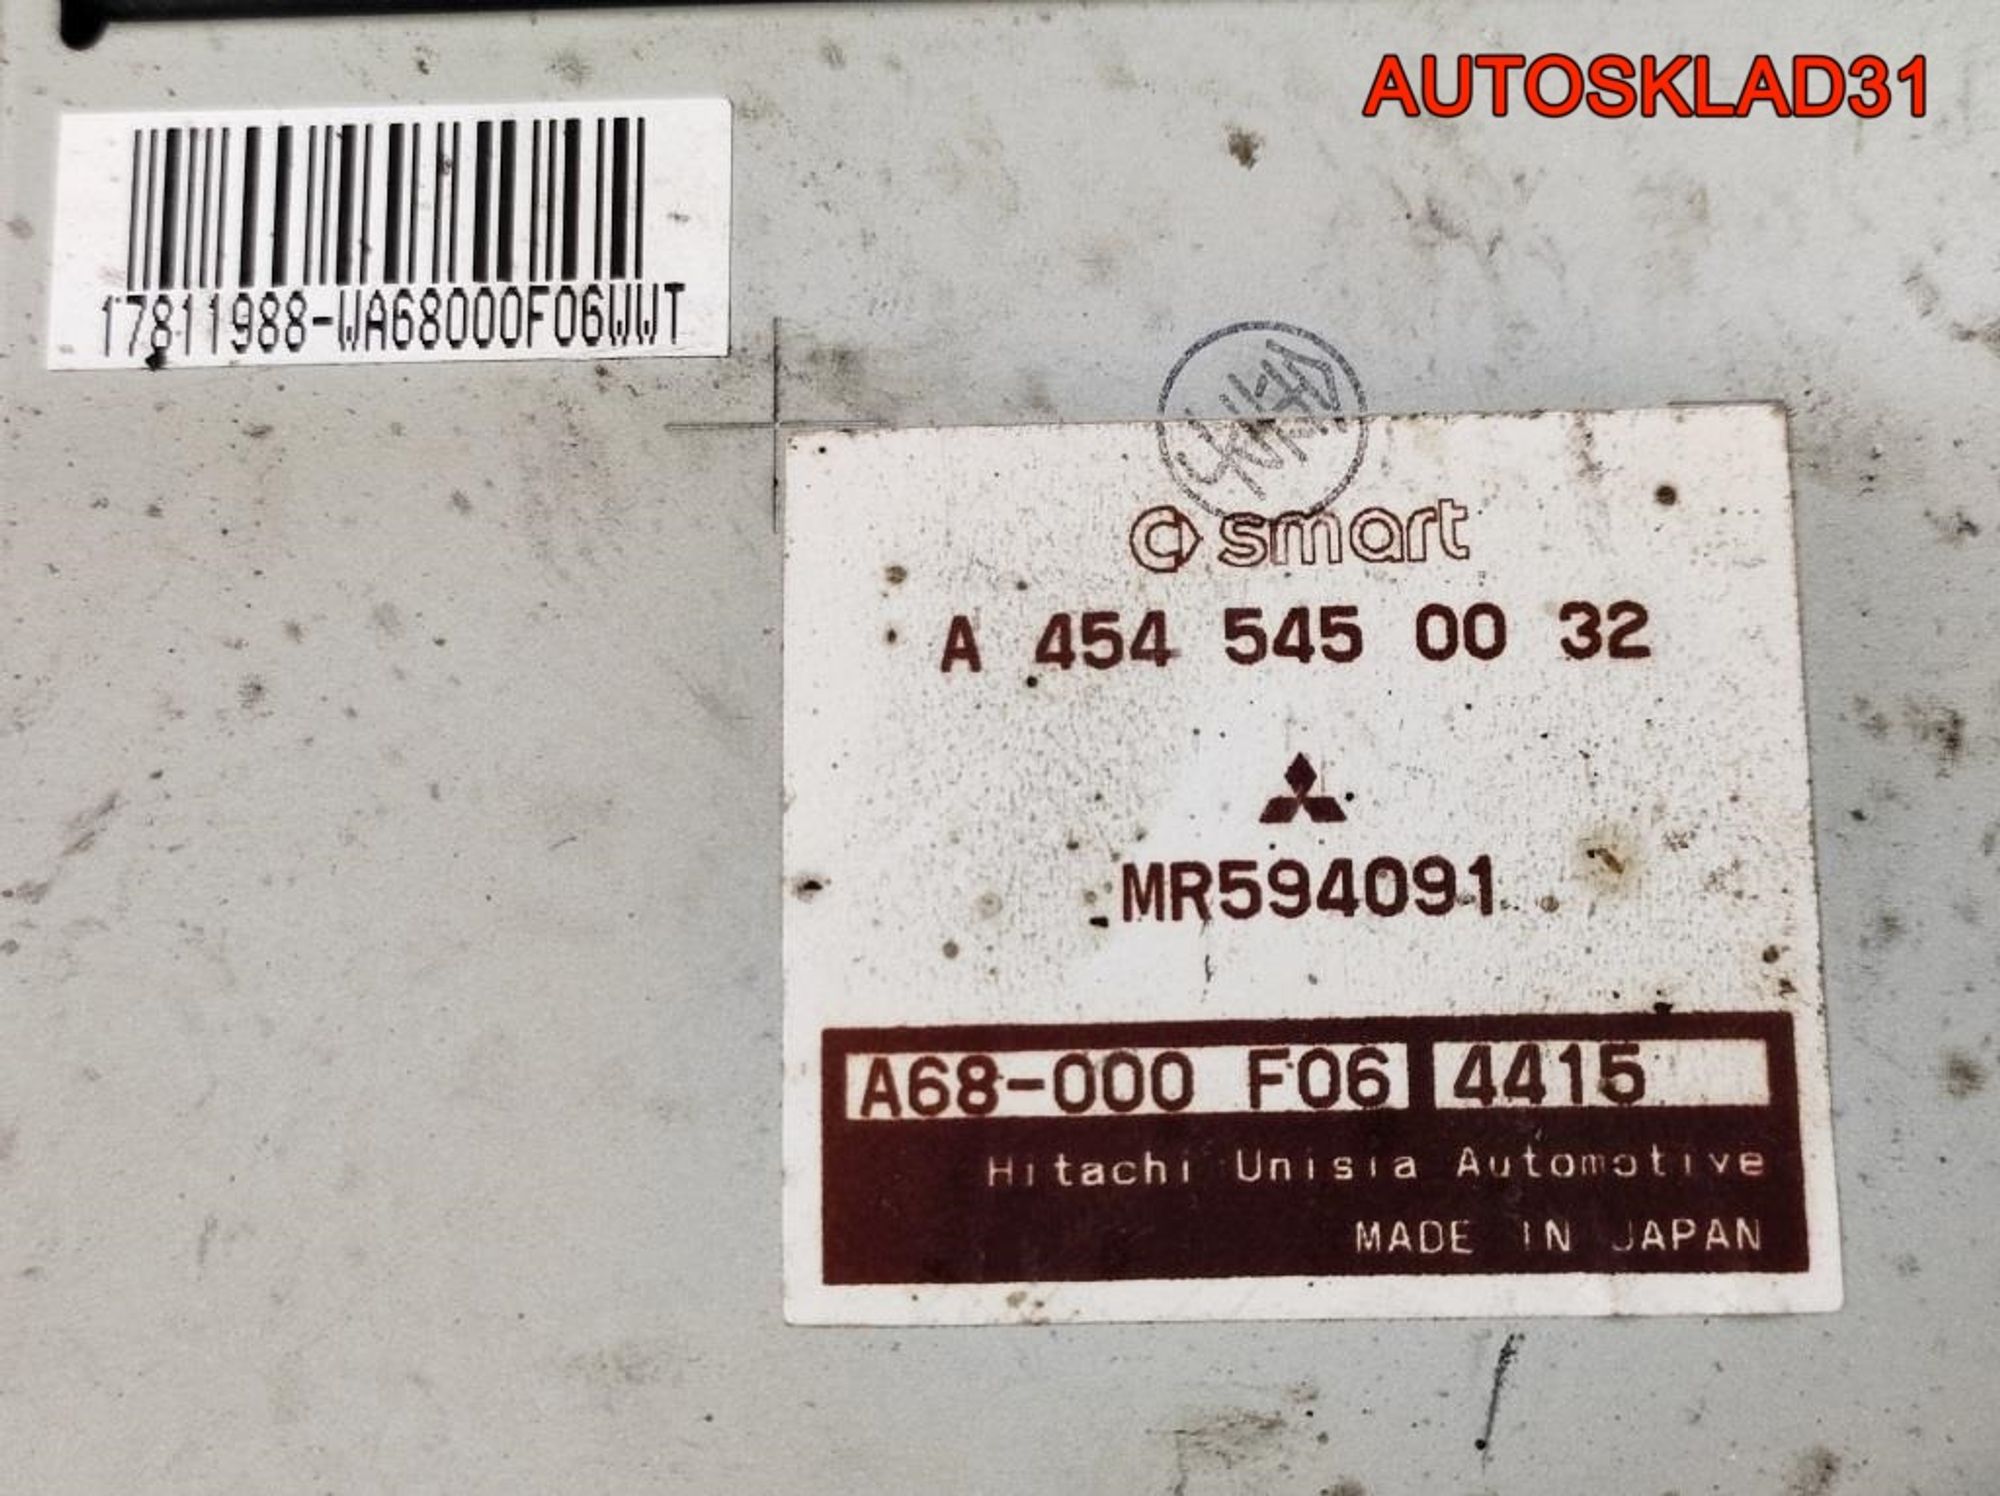 AUTOSKLAD31
17811988-WA68000F06WWT
smart
A 454 545 00 32
MR594091
A68-000 F06 4415
Hitachi Unisia Automotive
MADE IN JAPAN